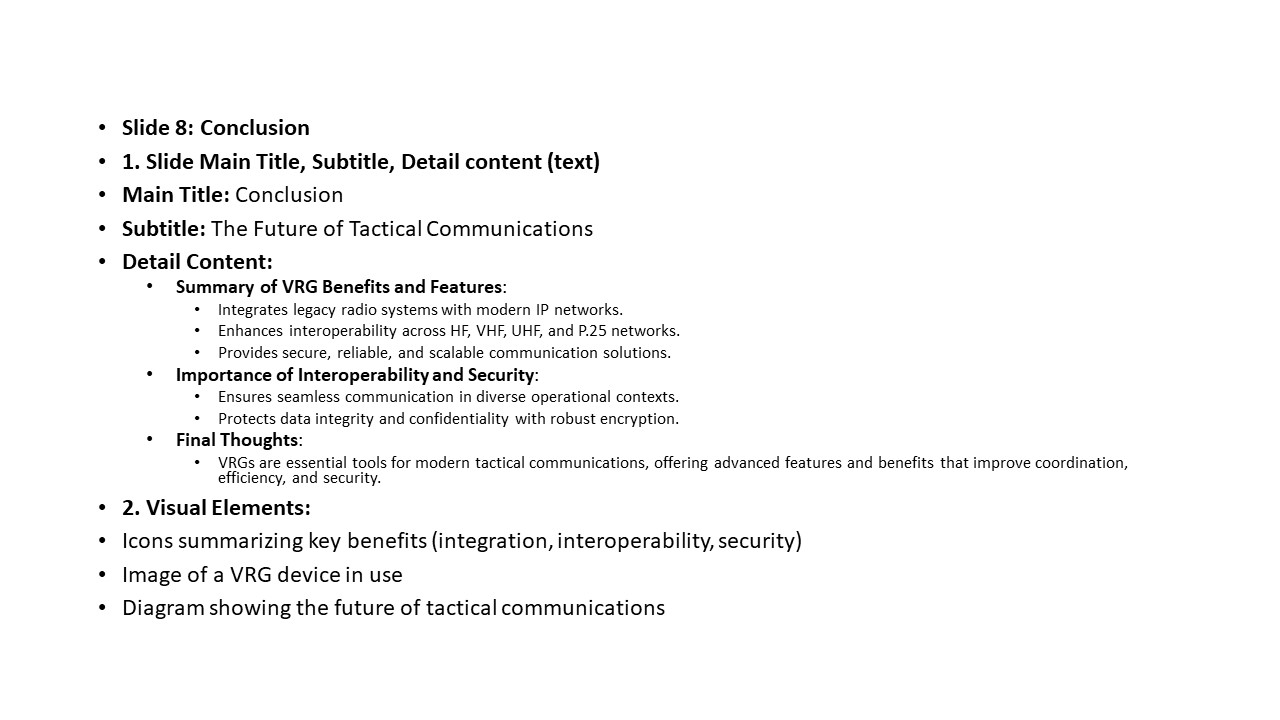 • Slide 8: Conclusion
• 1. Slide Main Title, Subtitle, Detail content (text)
• Main Title: Conclusion
• Subtitle: The Future of Tactical Communications
• Detail Content:
• Summary of VRG Benefits and Features:
• Integrates legacy radio systems with modern IP networks.
• Enhances interoperability across HF, VHF, UHF, and P.25 networks.
• Provides secure, reliable, and scalable communication solutions.
• Importance of Interoperability and Security:
• Ensures seamless communication in diverse operational contexts.
• Protects data integrity and confidentiality with robust encryption.
• Final Thoughts:
• VRGs are essential tools for modern tactical communications, offering advanced features and benefits that improve coordination,
efficiency, and security.
• 2. Visual Elements:
• Icons summarizing key benefits (integration, interoperability, security)
• Image of a VRG device in use
• Diagram showing the future of tactical communications